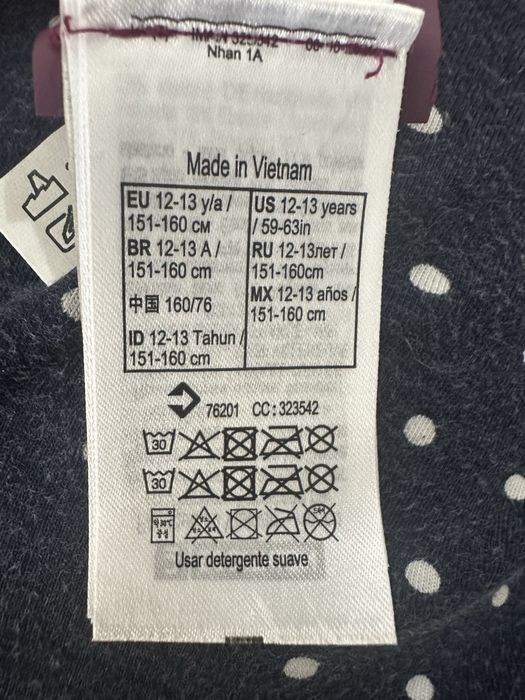 Nhan 1A
Made in Vietnam
EU 12-13 y/a /
151-160 см
BR 12-13 A /
151-160 cm
中国 160/76
ID 12-13 Tahun /
151-160 cm
US 12-13 years
/ 59-63in
RU 12-13лет /
151-160cm
MX 12-13 años /
151-160 cm
76201 CC:323542
30
30
Usar detergente suave